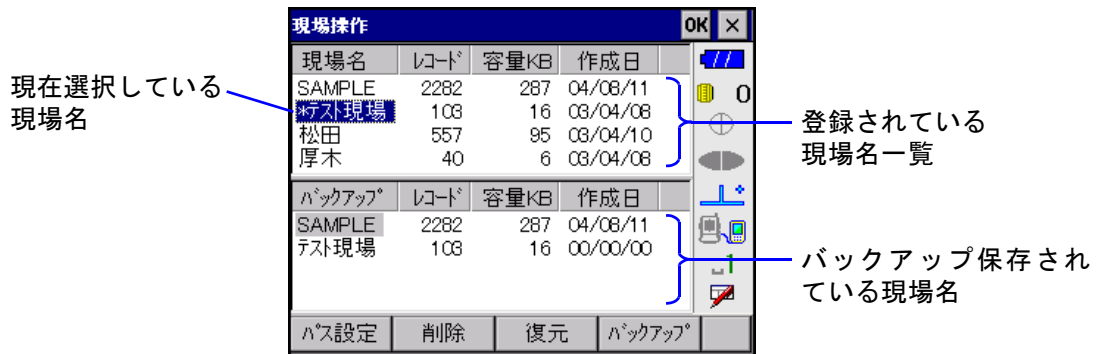 現場操作 OK ×
現場名 ﾚｺｰﾄﾞ 容量KB 作成日
SAMPLE 2282 287 04/08/11
*ﾃｽﾄ現場 103 16 03/04/08
松田 557 95 03/04/10
厚木 40 6 03/04/08
現在選択している
現場名
0
登録されている
現場名一覧
ﾊﾞｯｸｱｯﾌﾟ ﾚｺｰﾄﾞ 容量KB 作成日
SAMPLE 2282 287 04/08/11
ﾃｽﾄ現場 103 16 00/00/00
1
バックアップ保存され
ている現場名
ﾊﾟｽ設定 削除 復元 ﾊﾞｯｸｱｯﾌﾟ